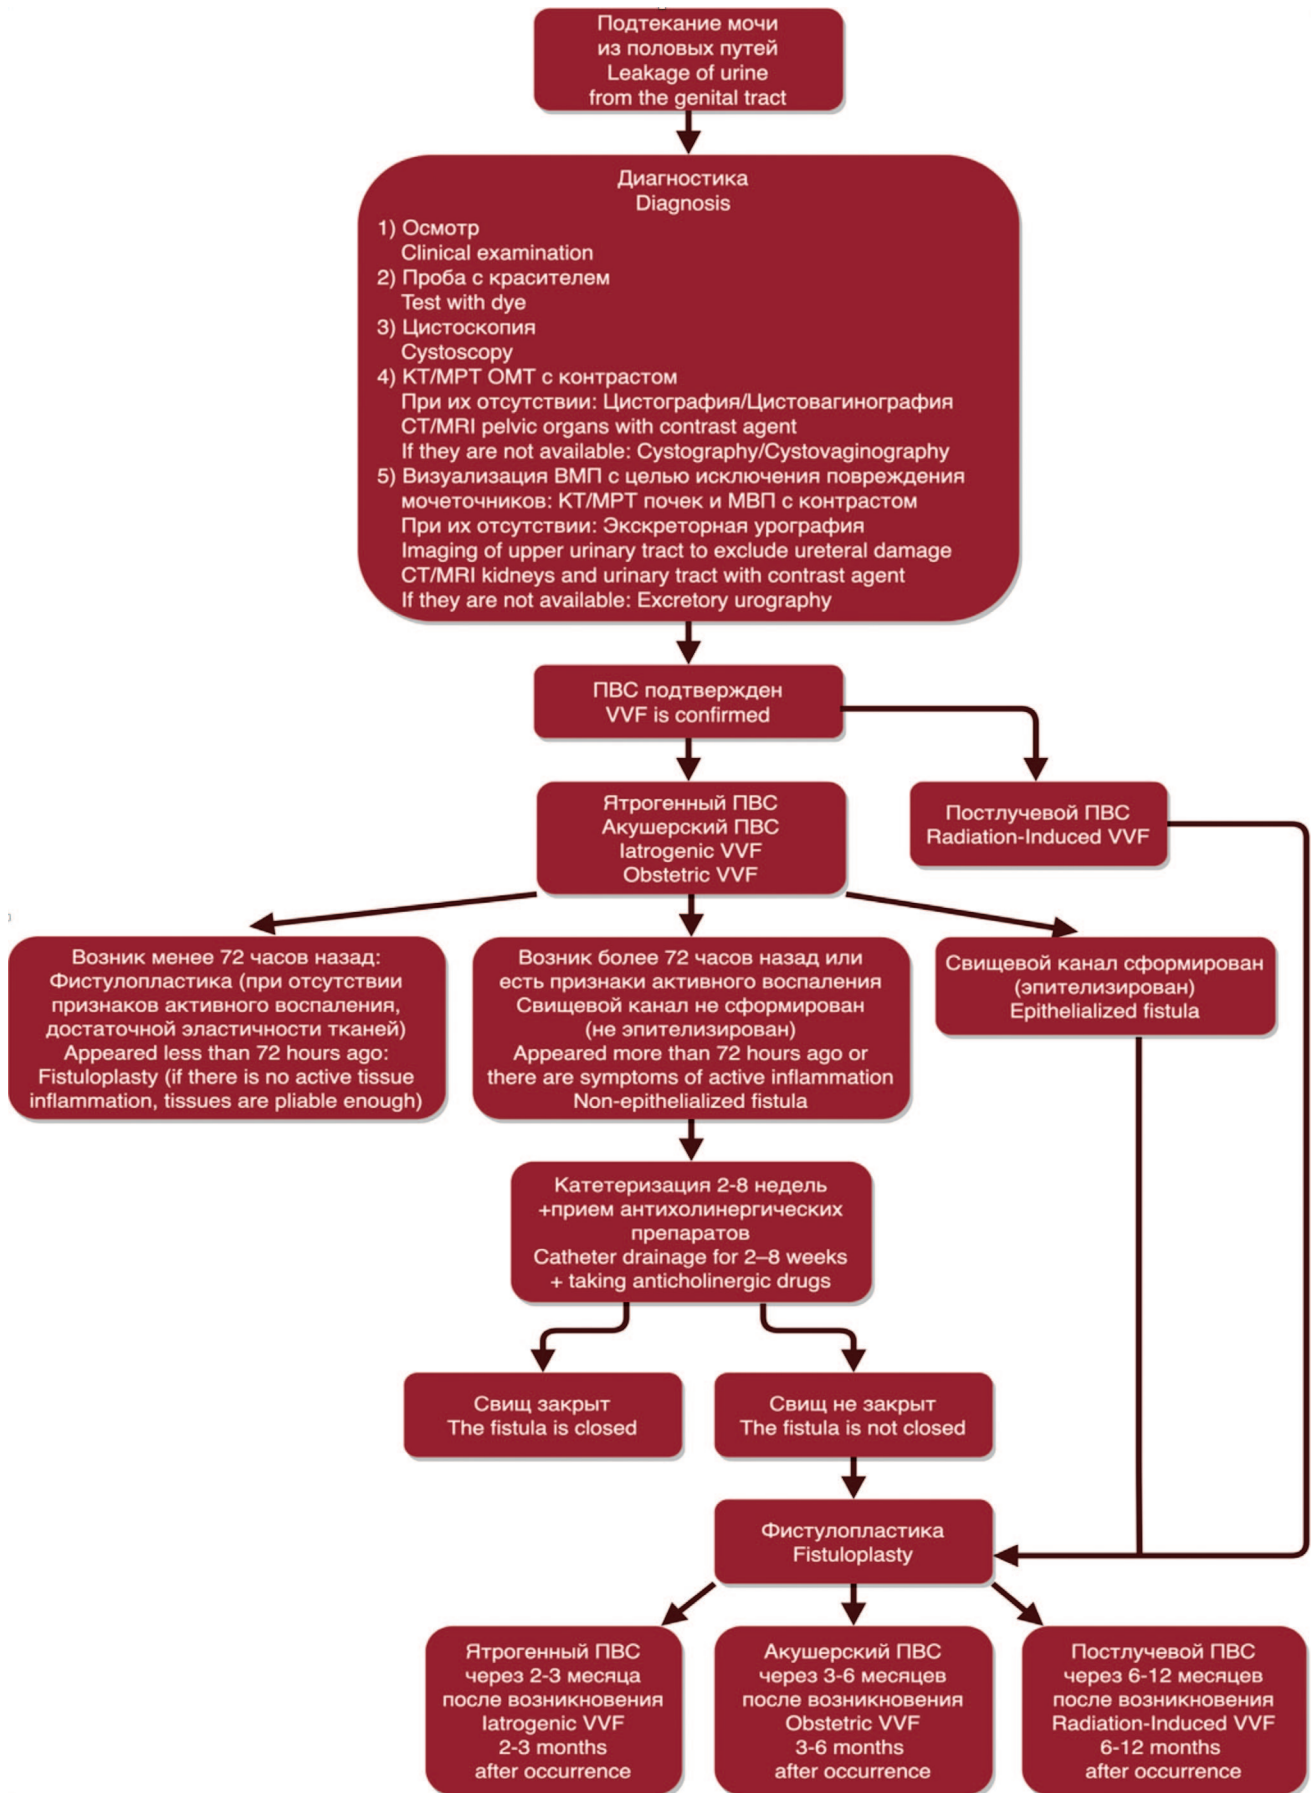 Подтекание мочи
из половых путей
Leakage of urine
from the genital tract
Диагностика
Diagnosis
1) Осмотр
Clinical examination
2) Проба с красителем
Test with dye
3) Цистоскопия
Cystoscopy
4) КТ/МРТ ОМТ с контрастом
При их отсутствии: Цистография/Цистовагинография
CT/MRI pelvic organs with contrast agent
If they are not available: Cystography/Cystovaginography
5) Визуализация ВМП с целью исключения повреждения
мочеточников: КТ/МРТ почек и МВП с контрастом
При их отсутствии: Экскреторная урография
Imaging of upper urinary tract to exclude ureteral damage
CT/MRI kidneys and urinary tract with contrast agent
If they are not available: Excretory urography
ПВС подтвержден
VVF is confirmed
Ятрогенный ПВС
Акушерский ПВС
Iatrogenic VVF
Obstetric VVF
Постлучевой ПВС
Radiation-Induced VVF
Возник менее 72 часов назад:
Фистулопластика (при отсутствии
признаков активного воспаления,
достаточной эластичности тканей)
Appeared less than 72 hours ago:
Fistuloplasty (if there is no active tissue
inflammation, tissues are pliable enough)
Возник более 72 часов назад или
есть признаки активного воспаления
Свищевой канал не сформирован
(не эпителизирован)
Appeared more than 72 hours ago or
there are symptoms of active inflammation
Non-epithelialized fistula
Свищевой канал сформирован
(эпителизирован)
Epithelialized fistula
Катетеризация 2-8 недель
+прием антихолинергических
препаратов
Catheter drainage for 2–8 weeks
+ taking anticholinergic drugs
Свищ закрыт
The fistula is closed
Свищ не закрыт
The fistula is not closed
Фистулопластика
Fistuloplasty
Ятрогенный ПВС
через 2-3 месяца
после возникновения
Iatrogenic VVF
2-3 months
after occurrence
Акушерский ПВС
через 3-6 месяцев
после возникновения
Obstetric VVF
3-6 months
after occurrence
Постлучевой ПВС
через 6-12 месяцев
после возникновения
Radiation-Induced VVF
6-12 months
after occurrence